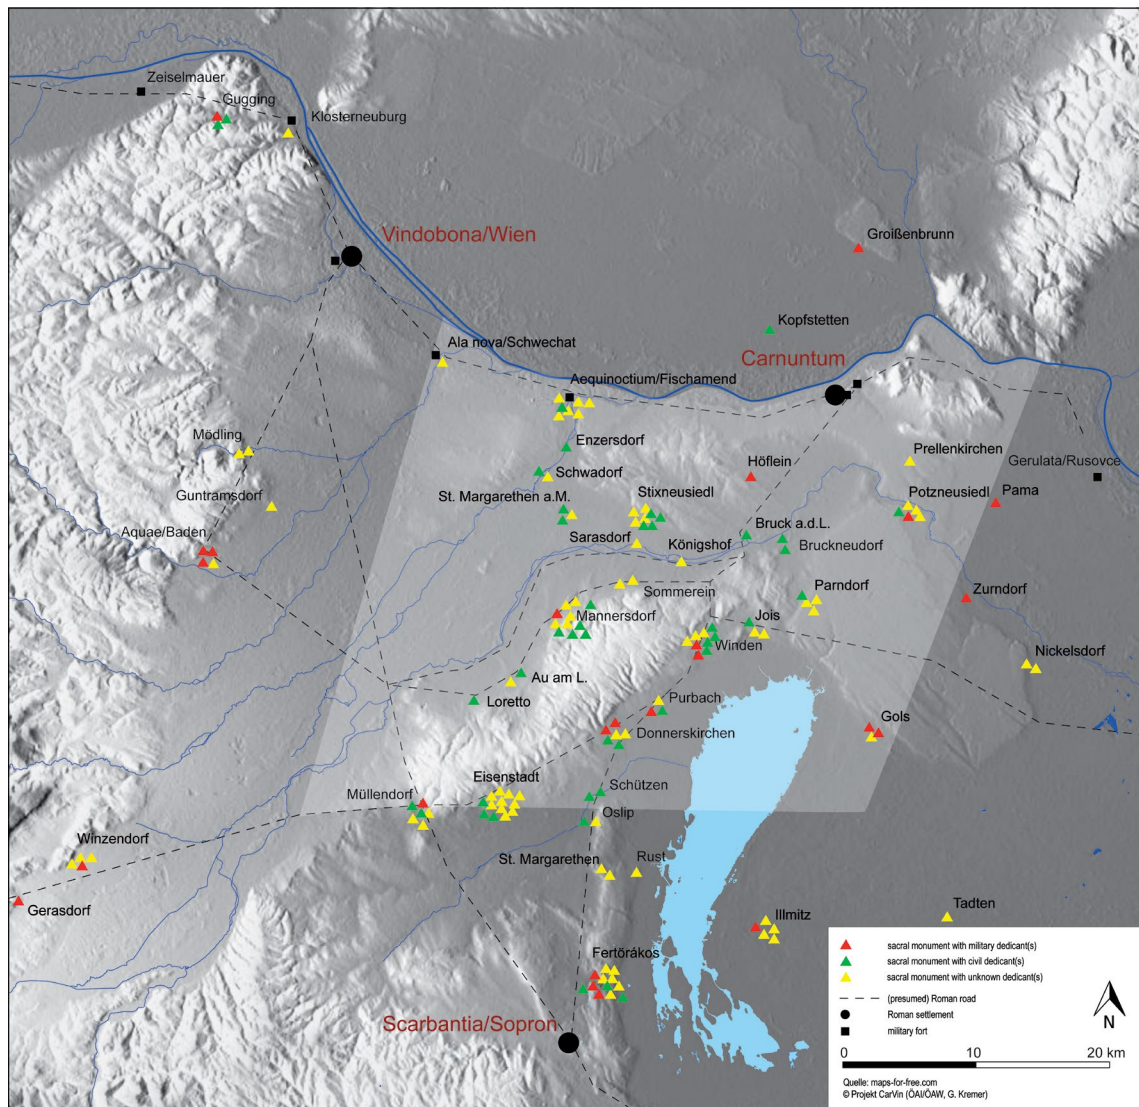 Zeiselmauer
Gugging
Klosterneuburg
Vindobona/Wien
Großenbrunn
Kopfstetten
Ala nova/Schwechat
Carnuntum
Aequinoctium/Fischamend
Mödling
Enzersdorf
Prellenkirchen
Höflein
Gerulata/Rusovce
Schwadorf
Guntramsdorf
St. Margarethen a.M.
Stixneusiedl
Potzneusiedl
Pama
Aquae/Baden
Sarasdorf
Bruck a.d.L.
Königshof
Bruckneudorf
Sommerein
Parndorf
Zurndorf
Mannersdorf
Jois
Winden
Nickelsdorf
Au am L.
Loretto
Purbach
Gols
Donnerskirchen
Eisenstadt
Schützen
Müllendorf
Oslip
Winzendorf
St. Margarethen
Rust
Gerasdorf
Illmitz
Tadten
Fertörákos
Scarbantia/Sopron
sacral monument with military dedicant(s)
sacral monument with civil dedicant(s)
sacral monument with unknown dedicant(s)
(presumed) Roman road
Roman settlement
military fort
N
0 10 20 km
Quelle: maps-for-free.com
© Projekt CarVin (ÖAI/ÖAW, G. Kremer)